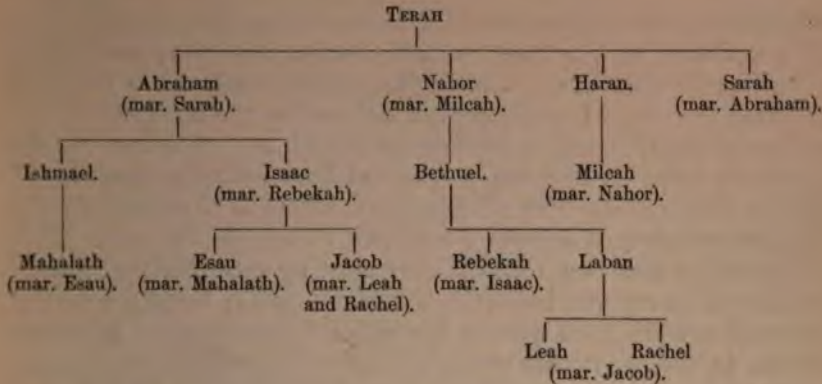 TERAH
Abraham Nahor Haran. Sarah
(mar. Sarah). (mar. Milcah). (mar. Abraham).
Ishmael. Isaac Bethuel. Milcah
(mar. Rebekah). (mar. Nahor).
Mahalath Esau Jacob Rebekah Laban
(mar. Esau). (mar. Mahalath). (mar. Leah (mar. Isaac).
and Rachel).
Leah Rachel
(mar. Jacob).